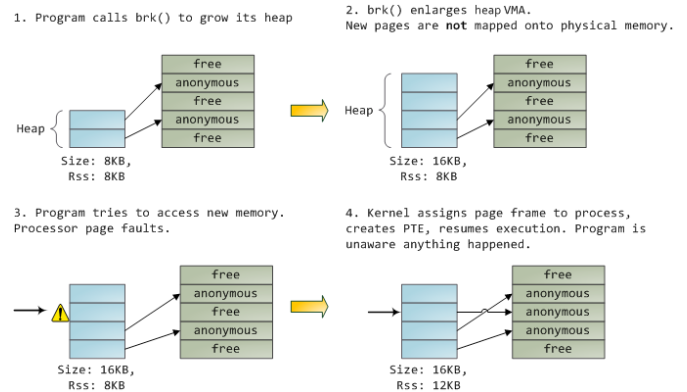 1. Program calls brk() to grow its heap
free
anonymous
free
anonymous
free
Heap
Size: 8KB,
Rss: 8KB
2. brk() enlarges heap VMA.
New pages are not mapped onto physical memory.
free
anonymous
free
anonymous
free
Heap
Size: 16KB,
Rss: 8KB
3. Program tries to access new memory.
Processor page faults.
free
anonymous
free
anonymous
free
Size: 16KB,
Rss: 8KB
4. Kernel assigns page frame to process,
creates PTE, resumes execution. Program is
unaware anything happened.
free
anonymous
anonymous
anonymous
free
Size: 16KB,
Rss: 12KB